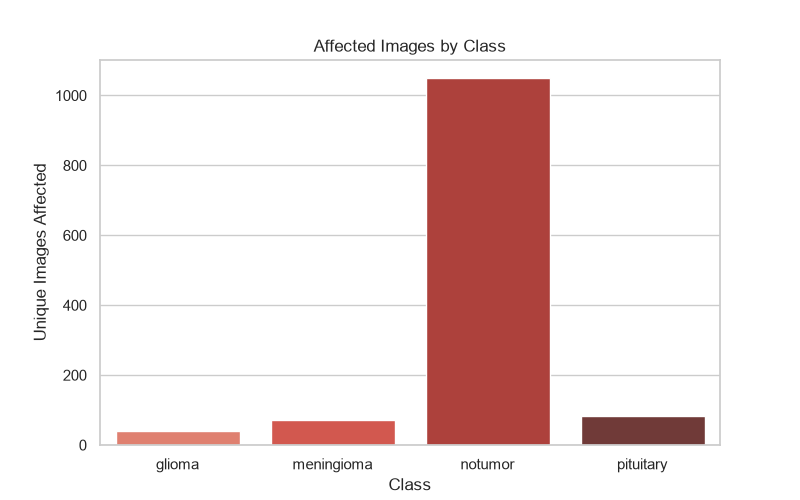 Affected Images by Class
Unique Images Affected
1000
800
600
400
200
0
glioma meningioma notumor pituitary
Class